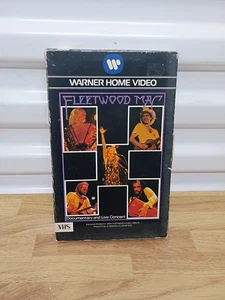 W
WARNER HOME VIDEO
FLEETWOOD MAC
Documentary and Live Concert
VHS